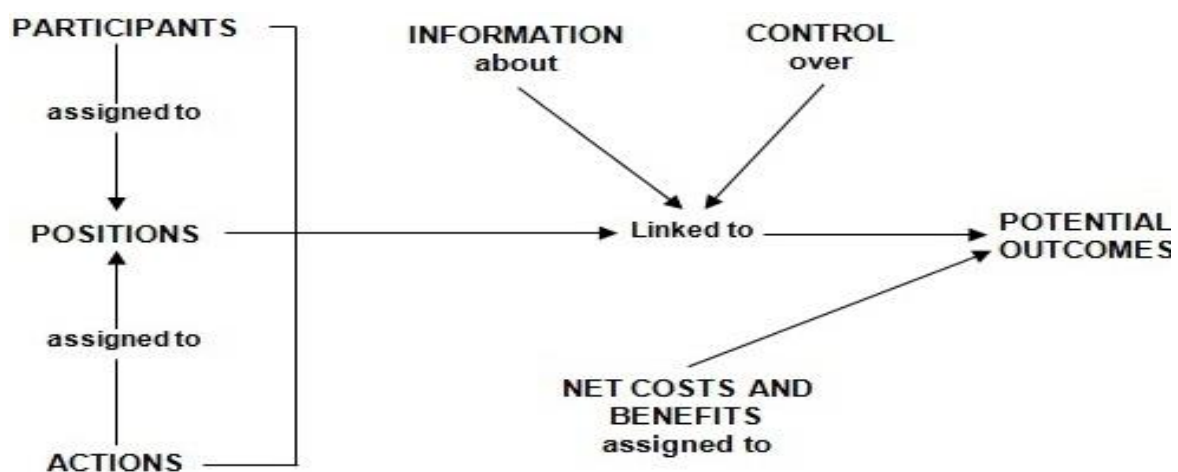 PARTICIPANTS
INFORMATION
about
CONTROL
over
assigned to
POSITIONS
Linked to
POTENTIAL
OUTCOMES
assigned to
NET COSTS AND
BENEFITS
assigned to
ACTIONS